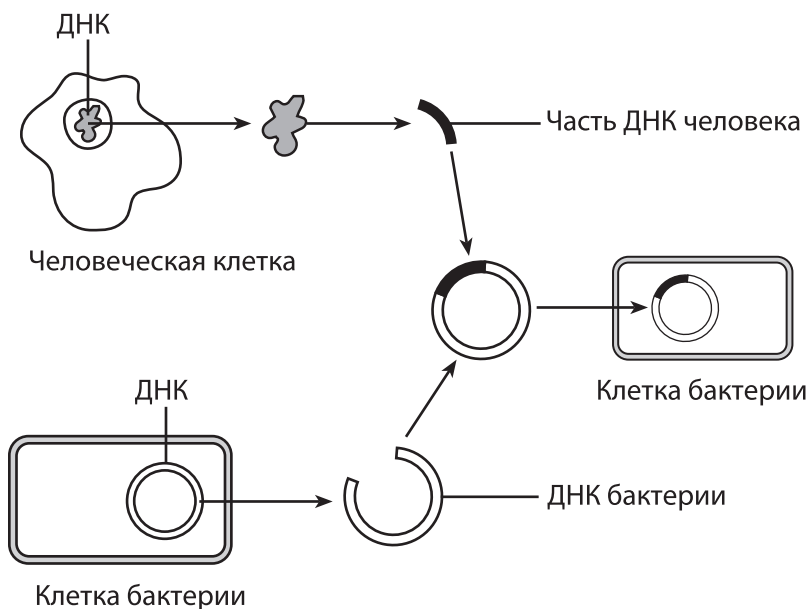 ДНК
Часть ДНК человека
Человеческая клетка
Клетка бактерии
ДНК
ДНК бактерии
Клетка бактерии